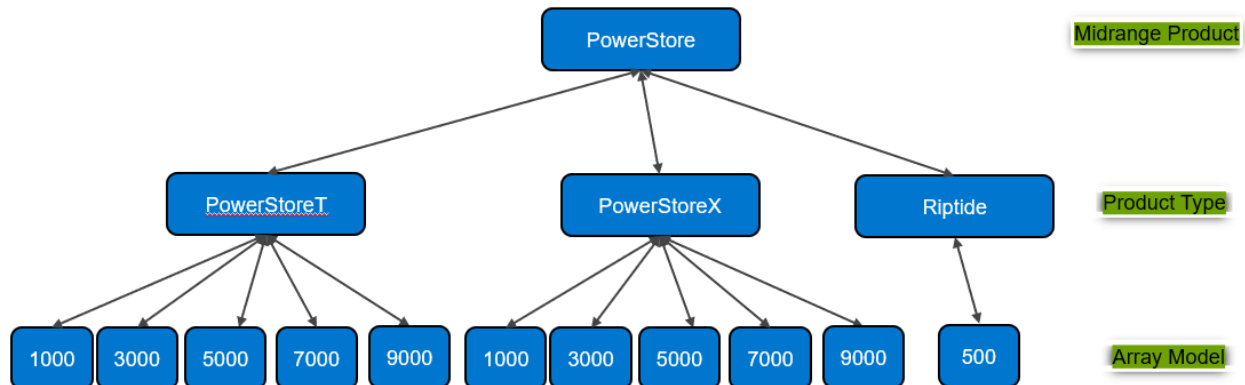 PowerStore
Midrange Product
PowerStoreT
PowerStoreX
Riptide
Product Type
1000
3000
5000
7000
9000
1000
3000
5000
7000
9000
500
Array Model